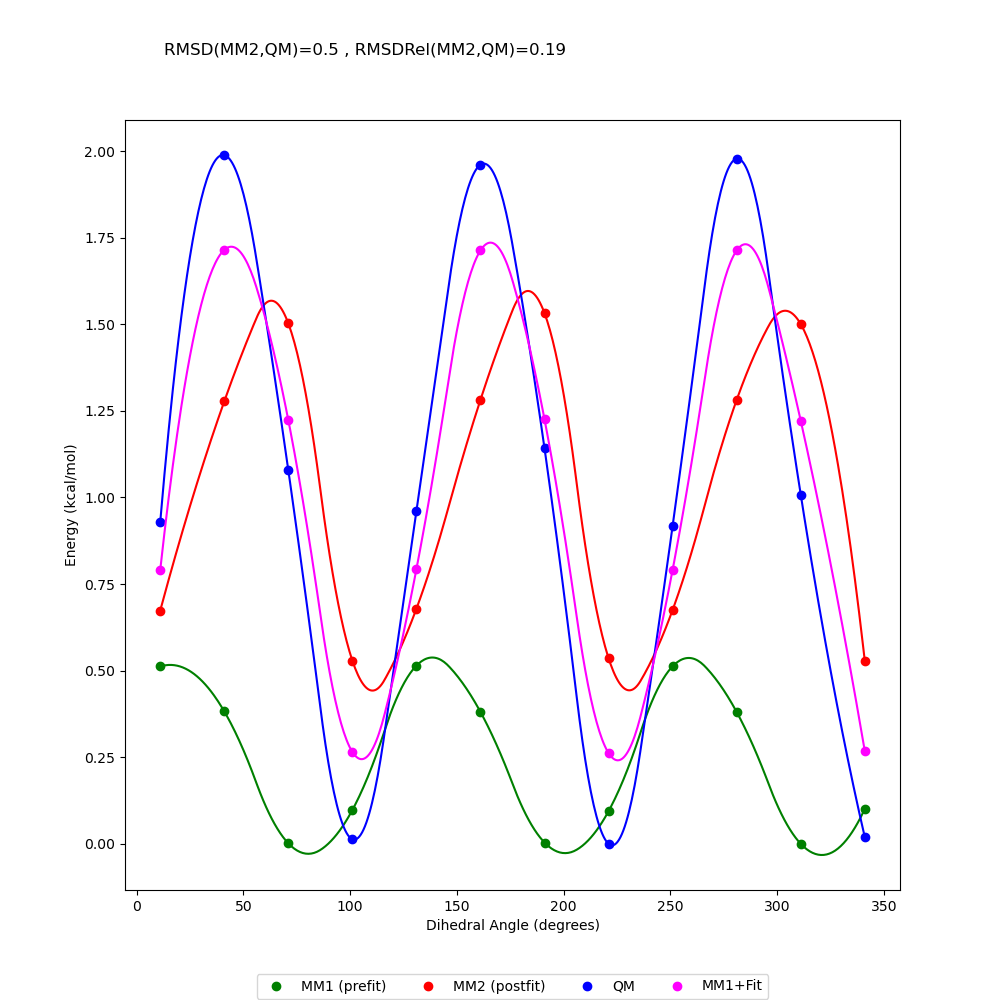 RMSD(MM2,QM)=0.5 , RMSDRel(MM2,QM)=0.19
2.00
1.75
1.50
1.25
1.00
0.75
0.50
0.25
0.00
Energy (kcal/mol)
0 50 100 150 200 250 300 350
Dihedral Angle (degrees)
MM1 (prefit) MM2 (postfit) QM MM1+Fit